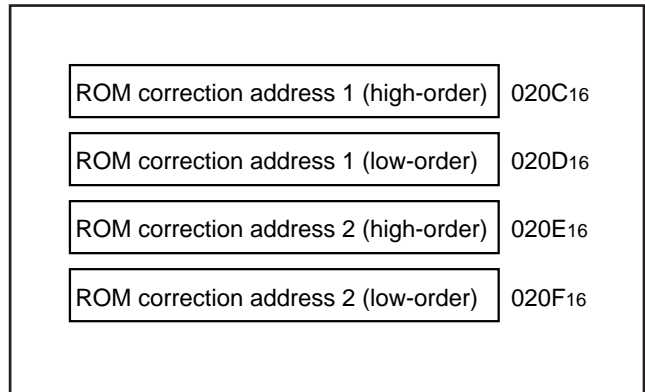 ROM correction address 1 (high-order) 020C16
ROM correction address 1 (low-order) 020D16
ROM correction address 2 (high-order) 020E16
ROM correction address 2 (low-order) 020F16